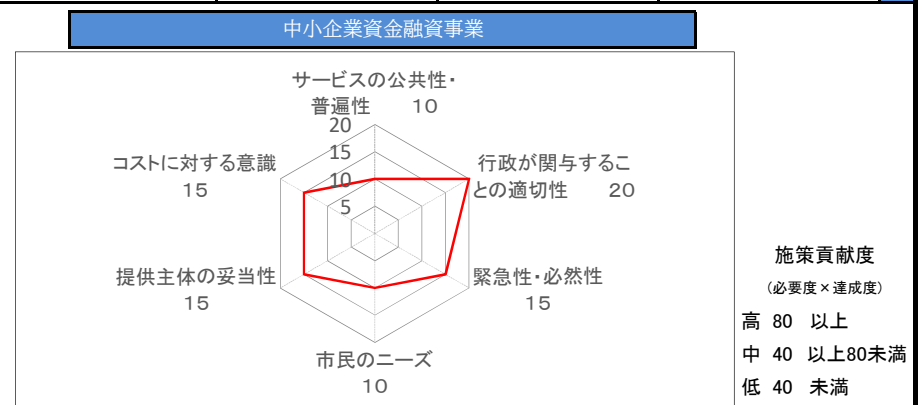 中小企業資金融資事業
サービスの公共性・
普遍性 10
20
15
10
5
コストに対する意識
15
行政が関与するこ
との適切性 20
提供主体の妥当性
15
緊急性・必然性
15
市民のニーズ
10
施策貢献度
（必要度×達成度）
高 80 以上
中 40 以上80未満
低 40 未満